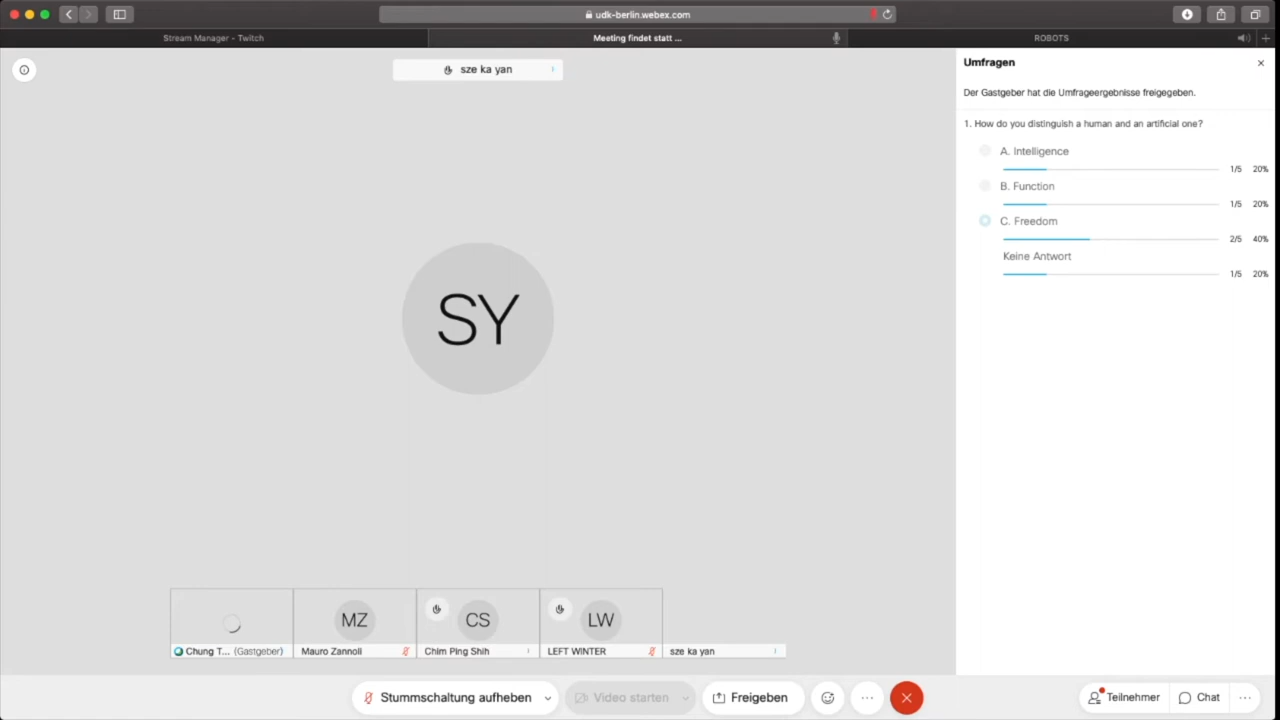 udk-berlin.webex.com
Stream Manager - Twitch
Meeting findet statt ...
ROBOTS
sze ka yan
Umfragen
Der Gastgeber hat die Umfrageergebnisse freigegeben.
1. How do you distinguish a human and an artificial one?
A. Intelligence
1/5 20%
B. Function
1/5 20%
C. Freedom
2/5 40%
Keine Antwort
1/5 20%
SY
MZ
CS
LW
Chung T... (Gastgeber)
Mauro Zannoli
Chim Ping Shih
LEFT WINTER
sze ka yan
Stummschaltung aufheben
Video starten
Freigeben
Teilnehmer
Chat